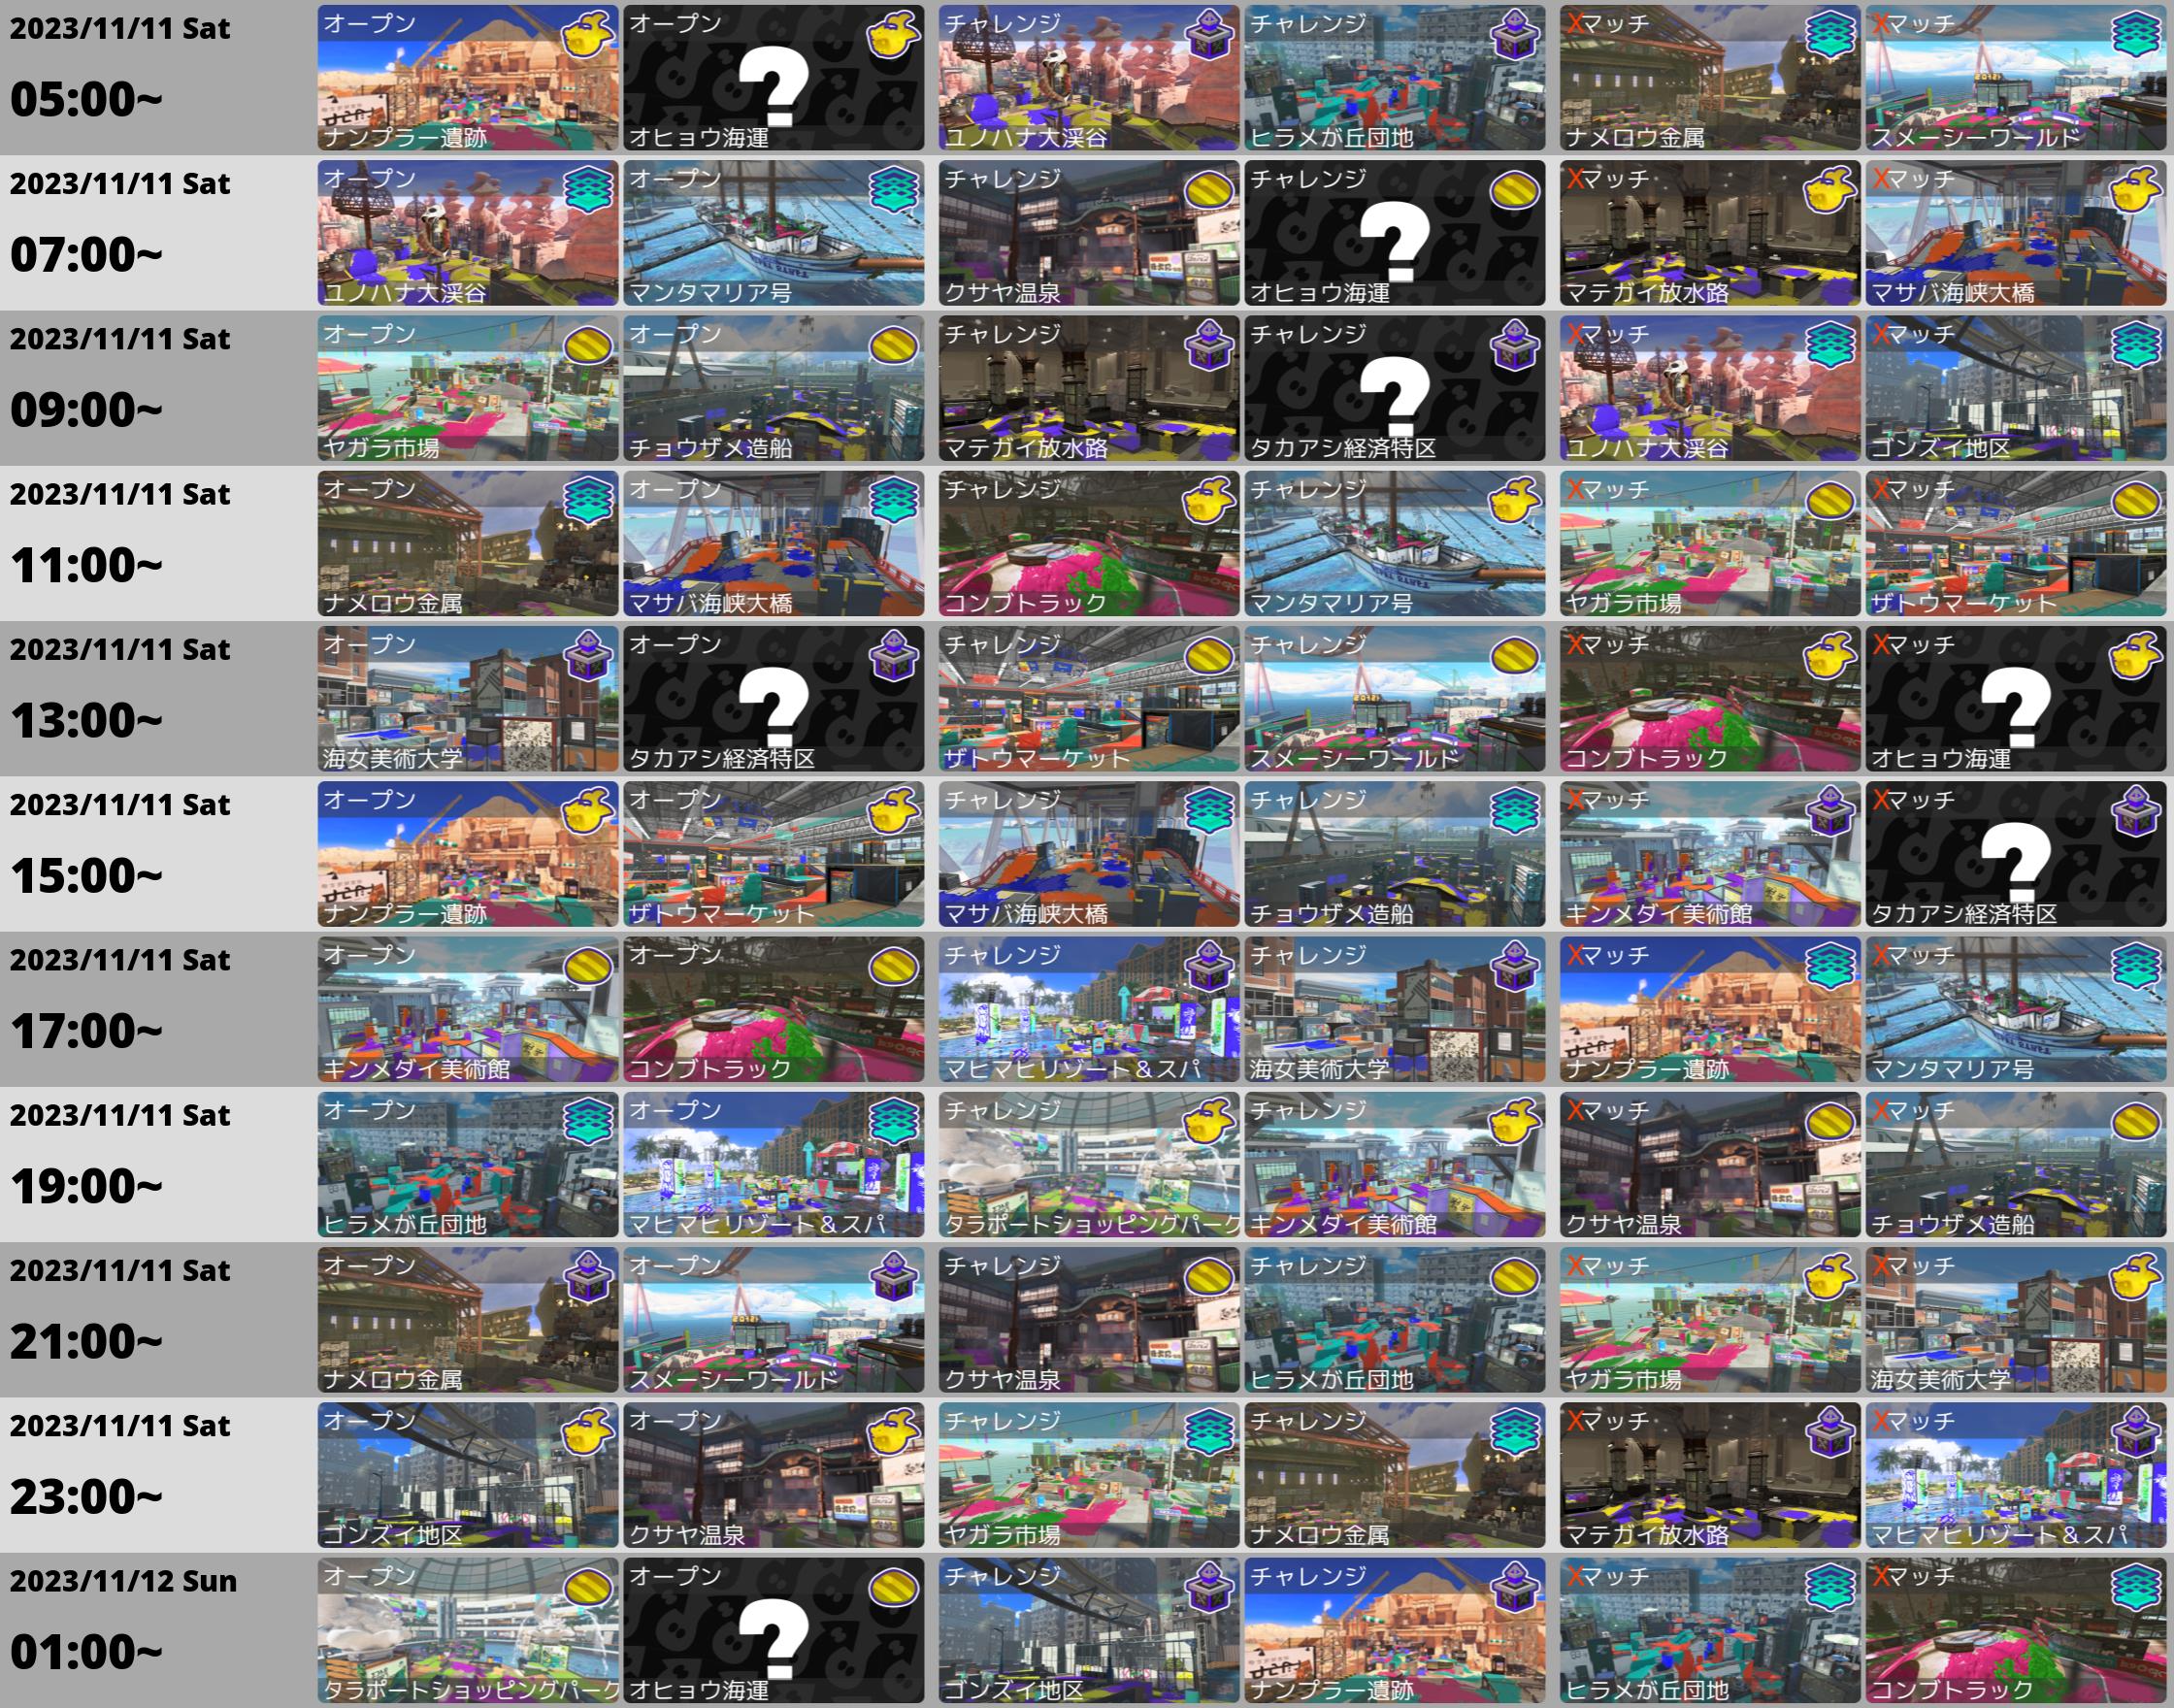 2023/11/11 Sat
05:00~
オープン
ナンプラー遺跡
オープン
オヒョウ海運
チャレンジ
ユノハナ大渓谷
チャレンジ
ヒラメが丘団地
Xマッチ
ナメロウ金属
Xマッチ
スメーシーワールド
2023/11/11 Sat
07:00~
オープン
ユノハナ大渓谷
オープン
マンタマリア号
チャレンジ
クサヤ温泉
チャレンジ
オヒョウ海運
Xマッチ
マテガイ放水路
Xマッチ
マサバ海峡大橋
2023/11/11 Sat
09:00~
オープン
ヤガラ市場
オープン
チョウザメ造船
チャレンジ
マテガイ放水路
チャレンジ
タカアシ経済特区
Xマッチ
ユノハナ大渓谷
Xマッチ
ゴンズイ地区
2023/11/11 Sat
11:00~
オープン
ナメロウ金属
オープン
マサバ海峡大橋
チャレンジ
コンブトラック
チャレンジ
マンタマリア号
Xマッチ
ヤガラ市場
Xマッチ
ザトウマーケット
2023/11/11 Sat
13:00~
オープン
海女美術大学
オープン
タカアシ経済特区
チャレンジ
ザトウマーケット
チャレンジ
スメーシーワールド
Xマッチ
コンブトラック
Xマッチ
オヒョウ海運
2023/11/11 Sat
15:00~
オープン
ナンプラー遺跡
オープン
ザトウマーケット
チャレンジ
マサバ海峡大橋
チャレンジ
チョウザメ造船
Xマッチ
キンメダイ美術館
Xマッチ
タカアシ経済特区
2023/11/11 Sat
17:00~
オープン
キンメダイ美術館
オープン
コンブトラック
チャレンジ
マヒマヒリゾート＆スパ
チャレンジ
海女美術大学
Xマッチ
ナンプラー遺跡
Xマッチ
マンタマリア号
2023/11/11 Sat
19:00~
オープン
ヒラメが丘団地
オープン
マヒマヒリゾート＆スパ
チャレンジ
タラポートショッピングパーク
チャレンジ
キンメダイ美術館
Xマッチ
クサヤ温泉
Xマッチ
チョウザメ造船
2023/11/11 Sat
21:00~
オープン
ナメロウ金属
オープン
スメーシーワールド
チャレンジ
クサヤ温泉
チャレンジ
ヒラメが丘団地
Xマッチ
ヤガラ市場
Xマッチ
海女美術大学
2023/11/11 Sat
23:00~
オープン
ゴンズイ地区
オープン
クサヤ温泉
チャレンジ
ヤガラ市場
チャレンジ
ナメロウ金属
Xマッチ
マテガイ放水路
Xマッチ
マヒマヒリゾート＆スパ
2023/11/12 Sun
01:00~
オープン
タラポートショッピングパーク
オープン
オヒョウ海運
チャレンジ
ゴンズイ地区
チャレンジ
ナンプラー遺跡
Xマッチ
ヒラメが丘団地
Xマッチ
コンブトラック